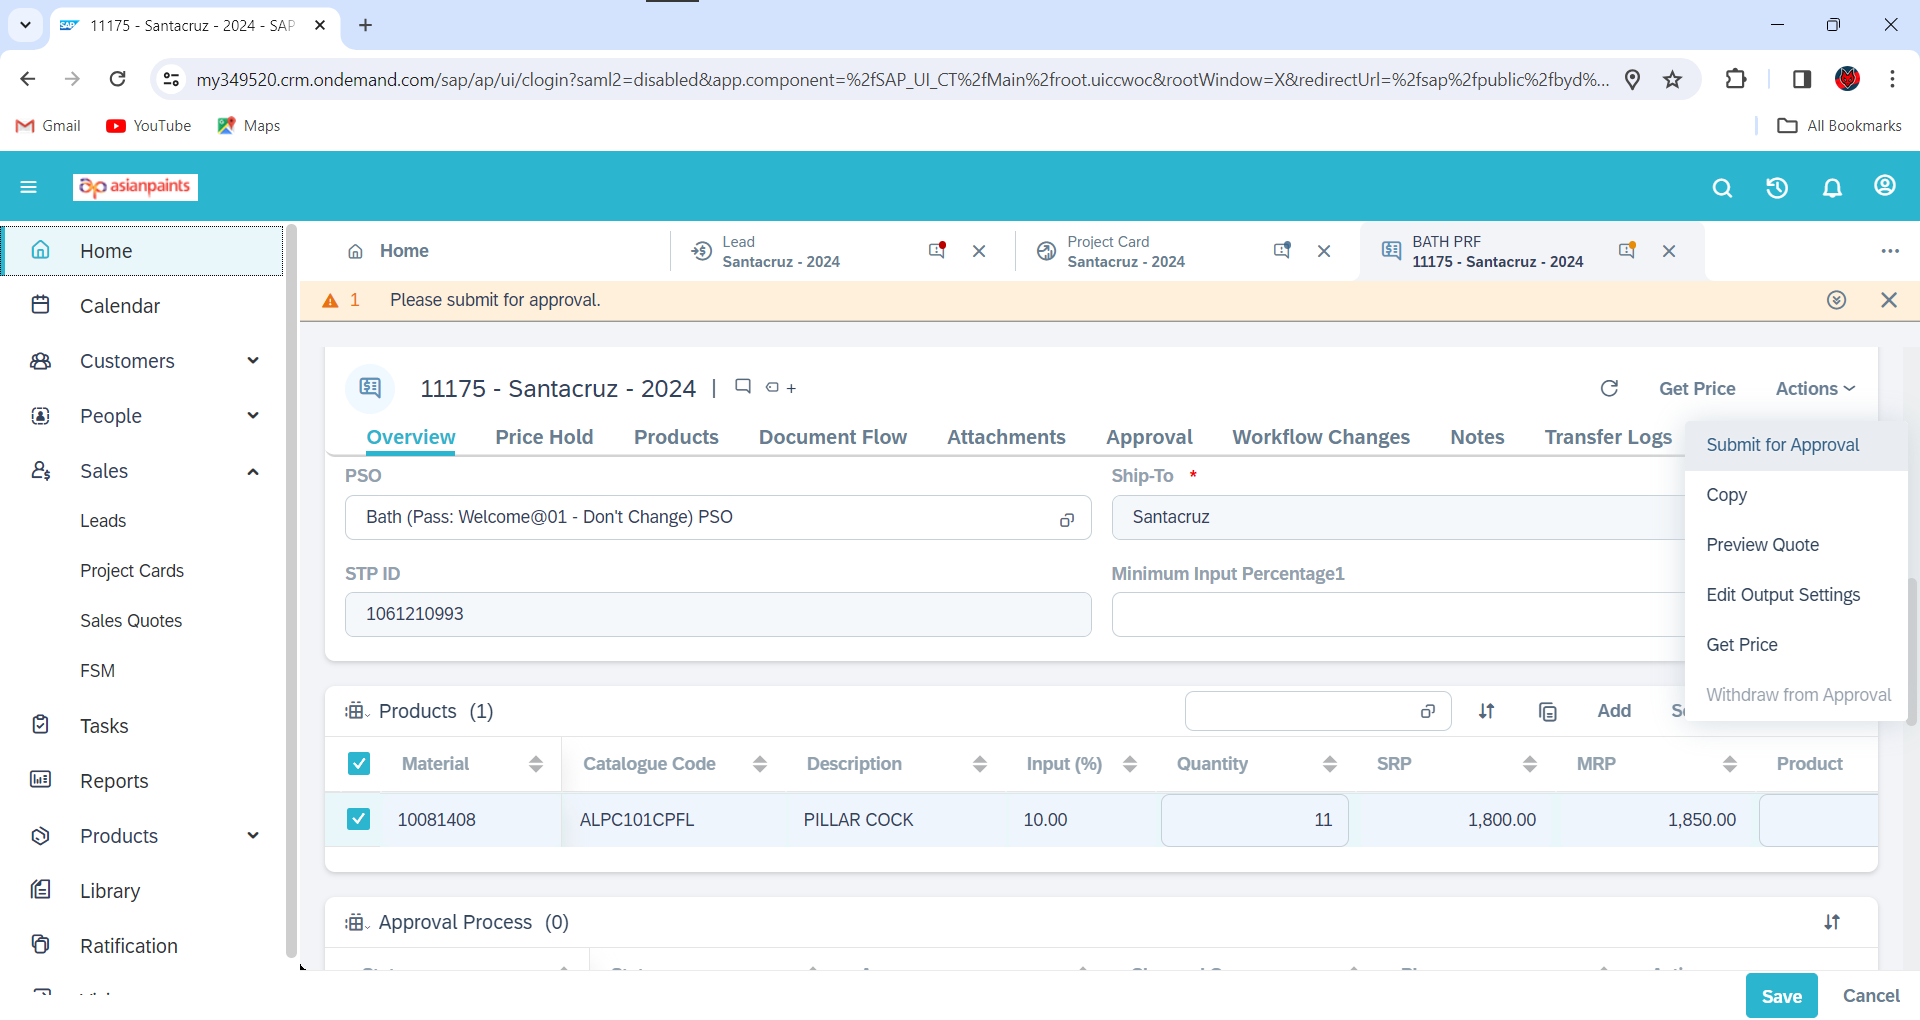 11175 - Santacruz - 2024 - SAP
my349520.crm.ondemand.com/sap/ap/ui/clogin?saml2=disabled&app.component=%2fSAP_UI_CT%2fMain%2froot.uiccwoc&rootWindow=X&redirectUrl=%2fsap%2fpublic%2fbyd%...
Gmail
YouTube
Maps
All Bookmarks
asianpaints
Home
Calendar
Customers
People
Sales
Leads
Project Cards
Sales Quotes
FSM
Tasks
Reports
Products
Library
Ratification
Home
Lead
Santacruz - 2024
Project Card
Santacruz - 2024
BATH PRF
11175 - Santacruz - 2024
1 Please submit for approval.
11175 - Santacruz - 2024 |
Get Price
Actions
Overview
Price Hold
Products
Document Flow
Attachments
Approval
Workflow Changes
Notes
Transfer Logs
Submit for Approval
Copy
Preview Quote
Edit Output Settings
Get Price
Withdraw from Approval
PSO
Bath (Pass: Welcome@01 - Don't Change) PSO
Ship-To *
Santacruz
STP ID
1061210993
Minimum Input Percentage1
Products (1)
Add
Material Catalogue Code Description Input (%) Quantity SRP MRP Product
10081408 ALPC101CPFL PILLAR COCK 10.00 11 1,800.00 1,850.00
Approval Process (0)
Save
Cancel